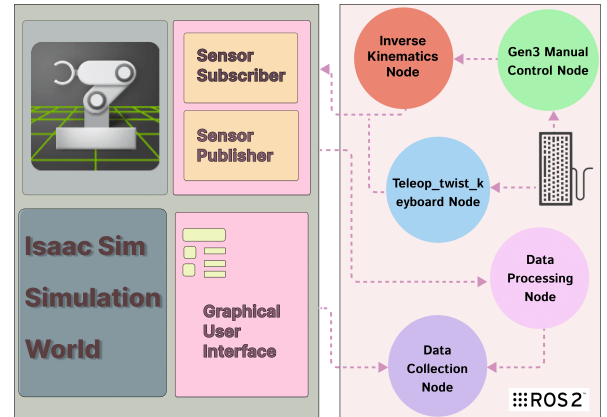 Sensor
Subscriber
Sensor
Publisher
Isaac Sim
Simulation
World
Graphical
User
Interface
Inverse
Kinematics
Node
Gen3 Manual
Control Node
Teleop_twist_k
eyboard Node
Data
Processing
Node
Data
Collection
Node
ROS 2™